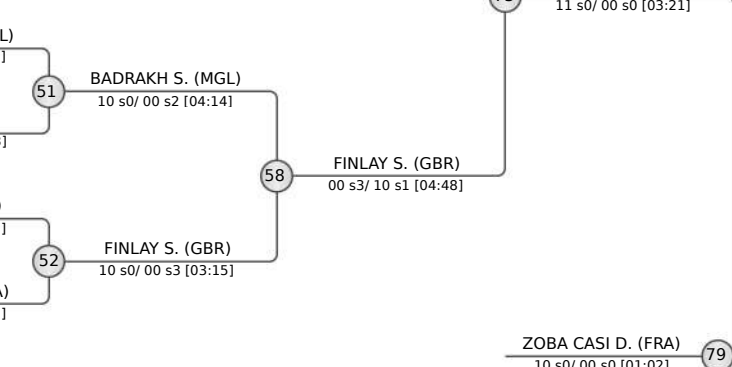 11 s0/ 00 s0 [03:21]
L)
]
51
BADRAKH S. (MGL)
10 s0/ 00 s2 [04:14]
]
58
FINLAY S. (GBR)
00 s3/ 10 s1 [04:48]
)
]
52
FINLAY S. (GBR)
10 s0/ 00 s3 [03:15]
)
]
ZOBA CASI D. (FRA)
79
10 s0/ 00 s0 [01:02]